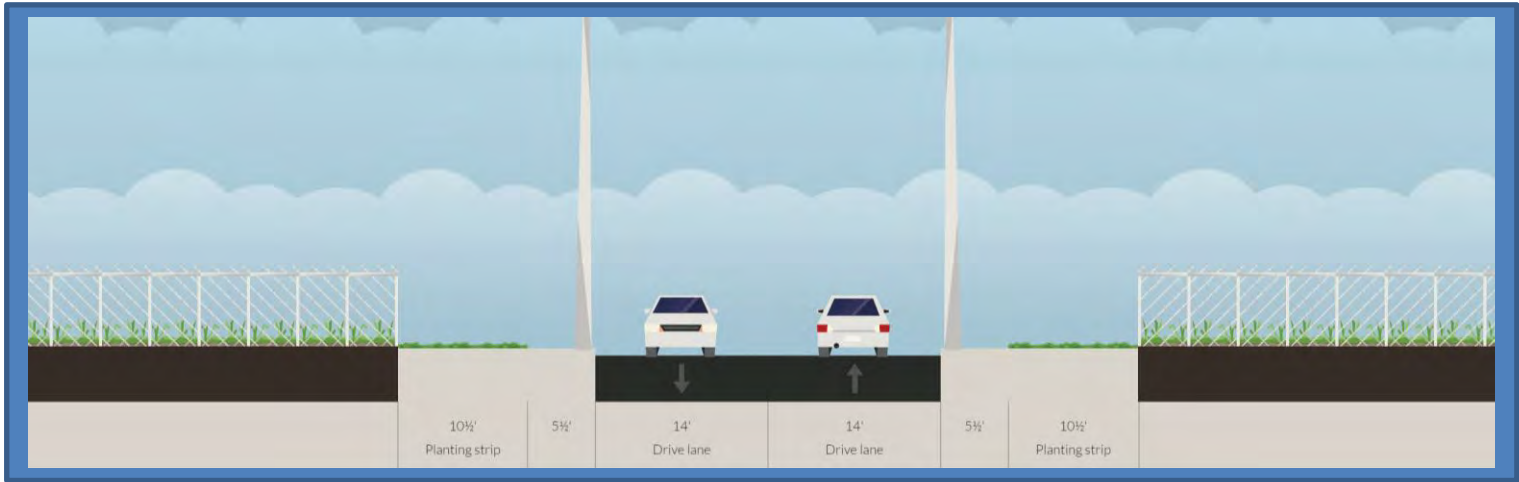 10½' 5½' 14' 14' 5½' 10½'
Planting strip Drive lane Drive lane Planting strip